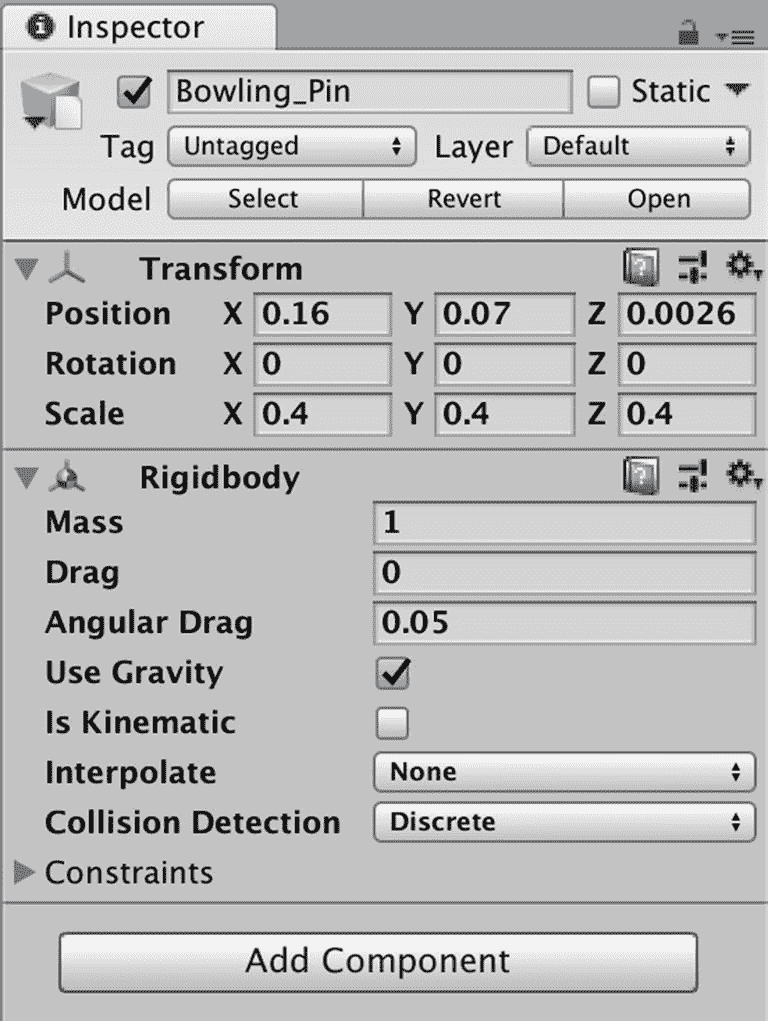 Inspector
Bowling_Pin Static
Tag Untagged Layer Default
Model Select Revert Open
Transform
Position X 0.16 Y 0.07 Z 0.0026
Rotation X 0 Y 0 Z 0
Scale X 0.4 Y 0.4 Z 0.4
Rigidbody
Mass 1
Drag 0
Angular Drag 0.05
Use Gravity
Is Kinematic
Interpolate None
Collision Detection Discrete
Constraints
Add Component